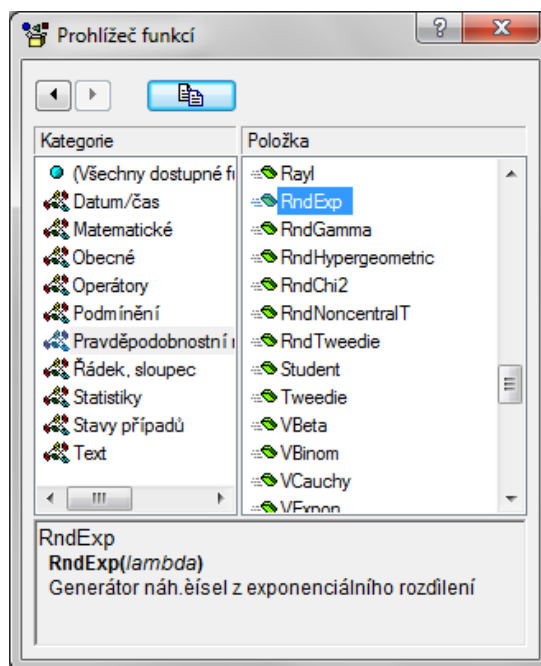 Prohlížeč funkcí
Kategorie
Položka
(Všechny dostupné fu
Datum/čas
Matematické
Obecné
Operátory
Podmínění
Pravděpodobnostní r
Řádek, sloupec
Statistiky
Stavy případů
Text
Rayl
RndExp
RndGamma
RndHypergeometric
RndChi2
RndNoncentralT
RndTweedie
Student
Tweedie
VBeta
VBinom
VCauchy
VExpon
RndExp
RndExp(lambda)
Generátor náh.èísel z exponenciálního rozdìlení